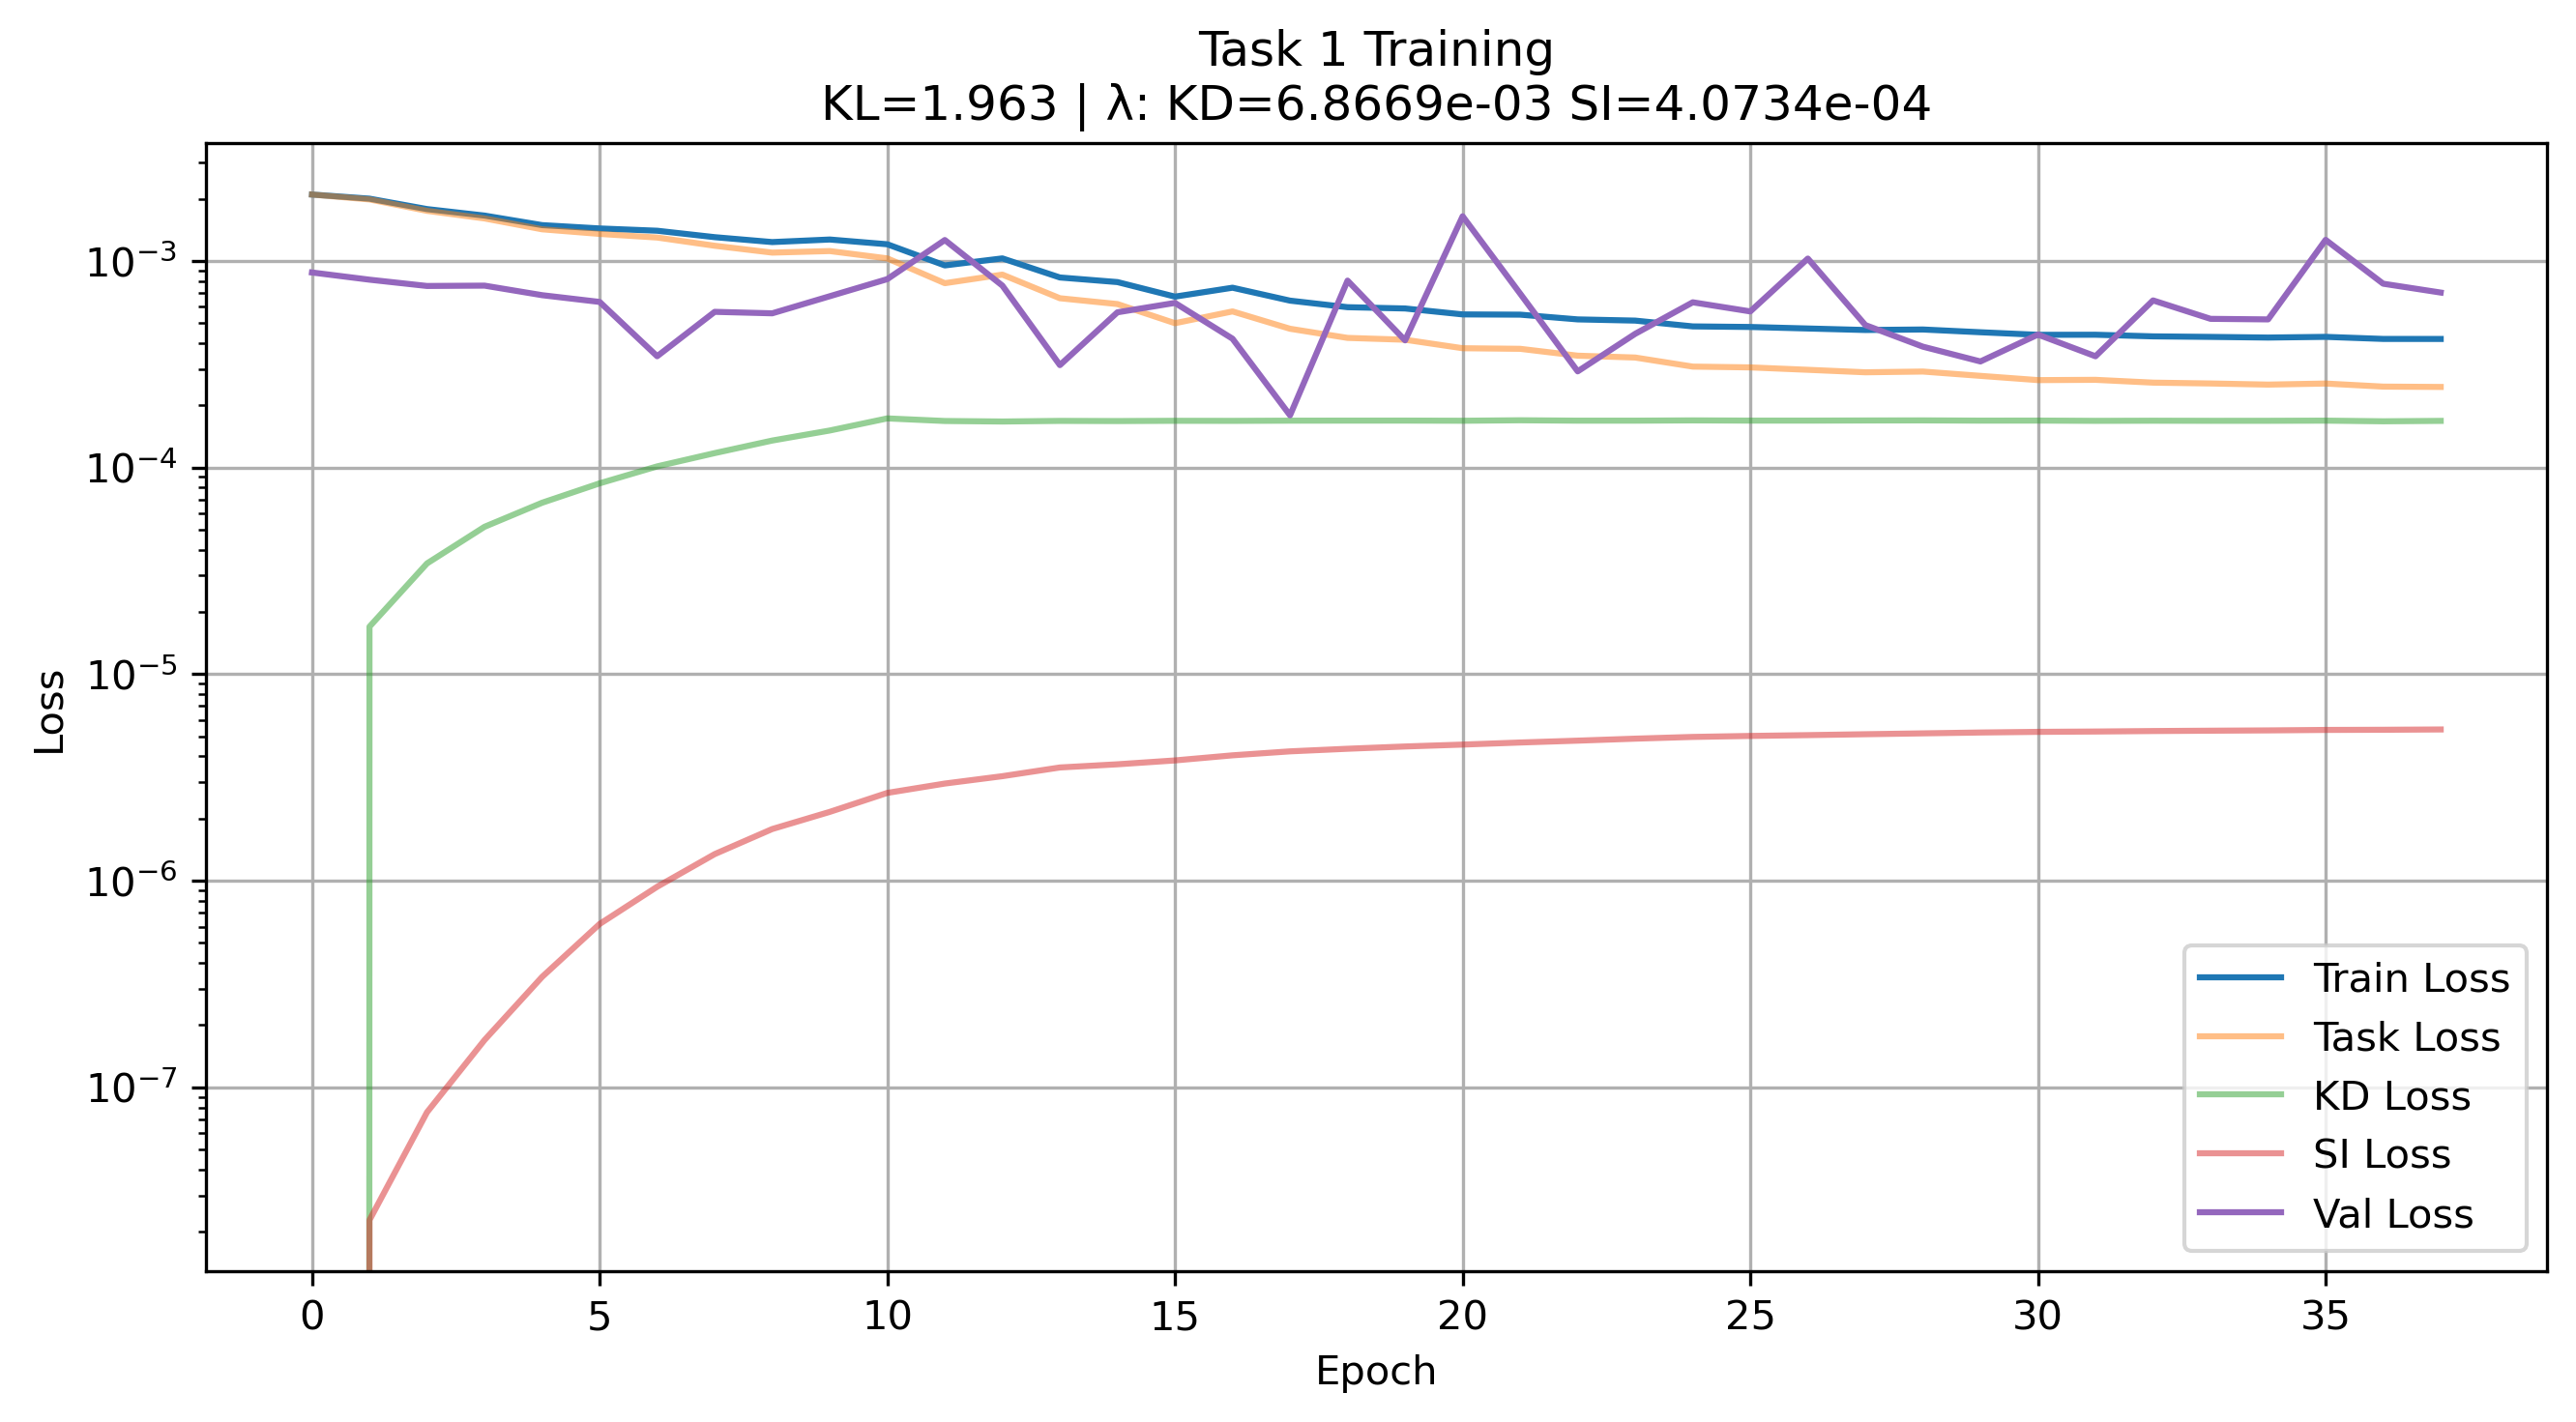 Task 1 Training
KL=1.963 | λ: KD=6.8669e-03 SI=4.0734e-04
Loss
10⁻³
10⁻⁴
10⁻⁵
10⁻⁶
10⁻⁷
Train Loss
Task Loss
KD Loss
SI Loss
Val Loss
0 5 10 15 20 25 30 35
Epoch